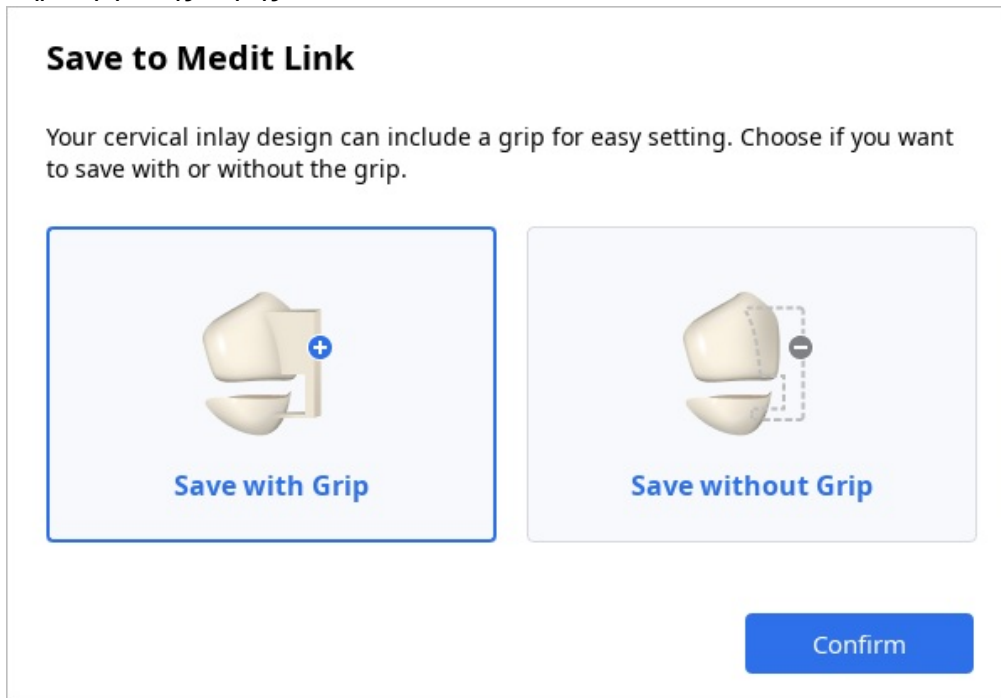 Save to Medit Link
Your cervical inlay design can include a grip for easy setting. Choose if you want
to save with or without the grip.
Save with Grip
Save without Grip
Confirm